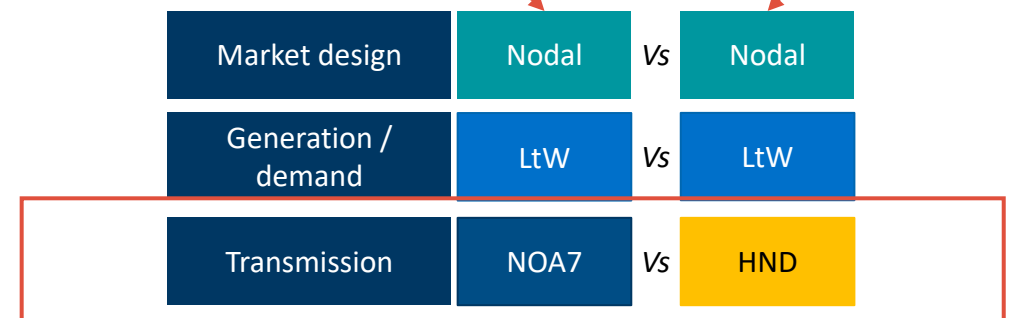 Market design Nodal Vs Nodal
Generation /
demand LtW Vs LtW
Transmission NOA7 Vs HND